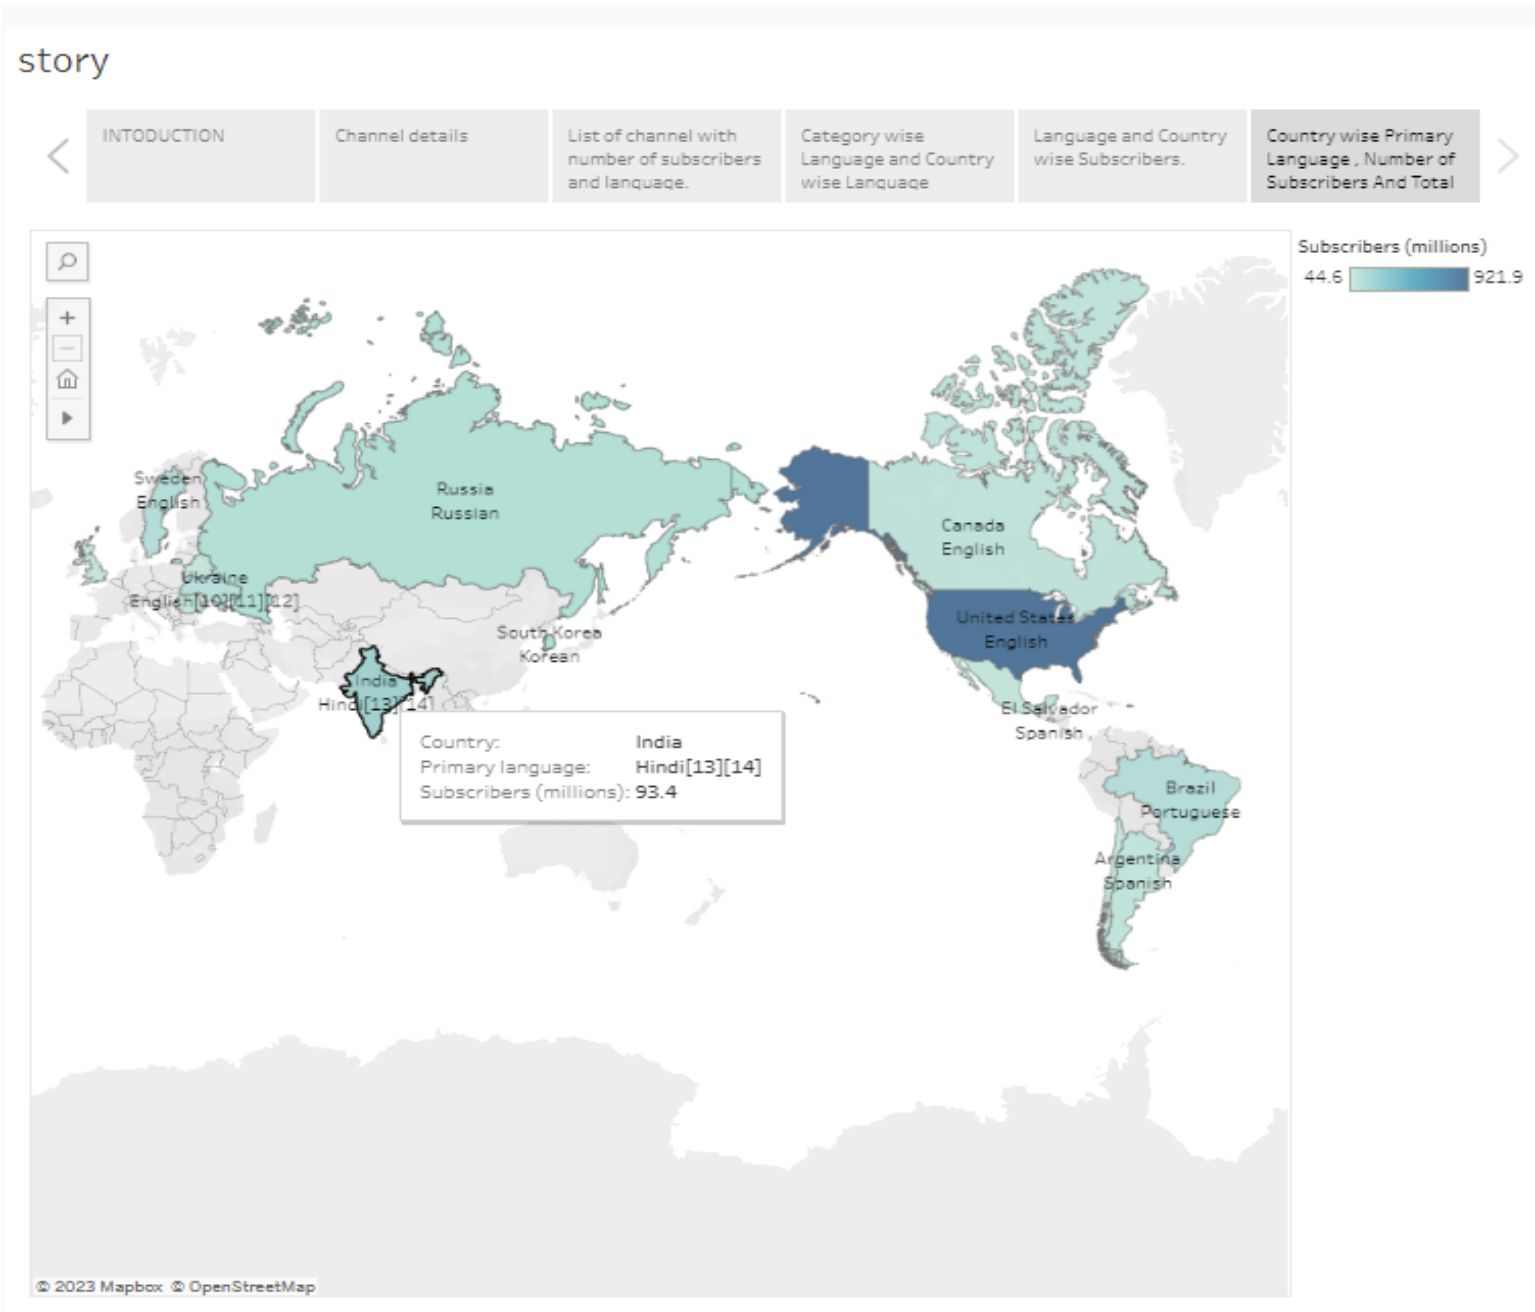 story
INTODUCTION
Channel details
List of channel with
number of subscribers
and language.
Category wise
Language and Country
wise Language
Language and Country
wise Subscribers.
Country wise Primary
Language , Number of
Subscribers And Total
Subscribers (millions)
44.6 921.9
Sweden
English
Russia
Russian
Canada
English
Ukraine
English[10][11][12]
United States
English
South Korea
Korean
India
Hindi[13][14]
El Salvador
Spanish ,
Country: India
Primary language: Hindi[13][14]
Subscribers (millions): 93.4
Brazil
Portuguese
Argentina
Spanish
© 2023 Mapbox © OpenStreetMap